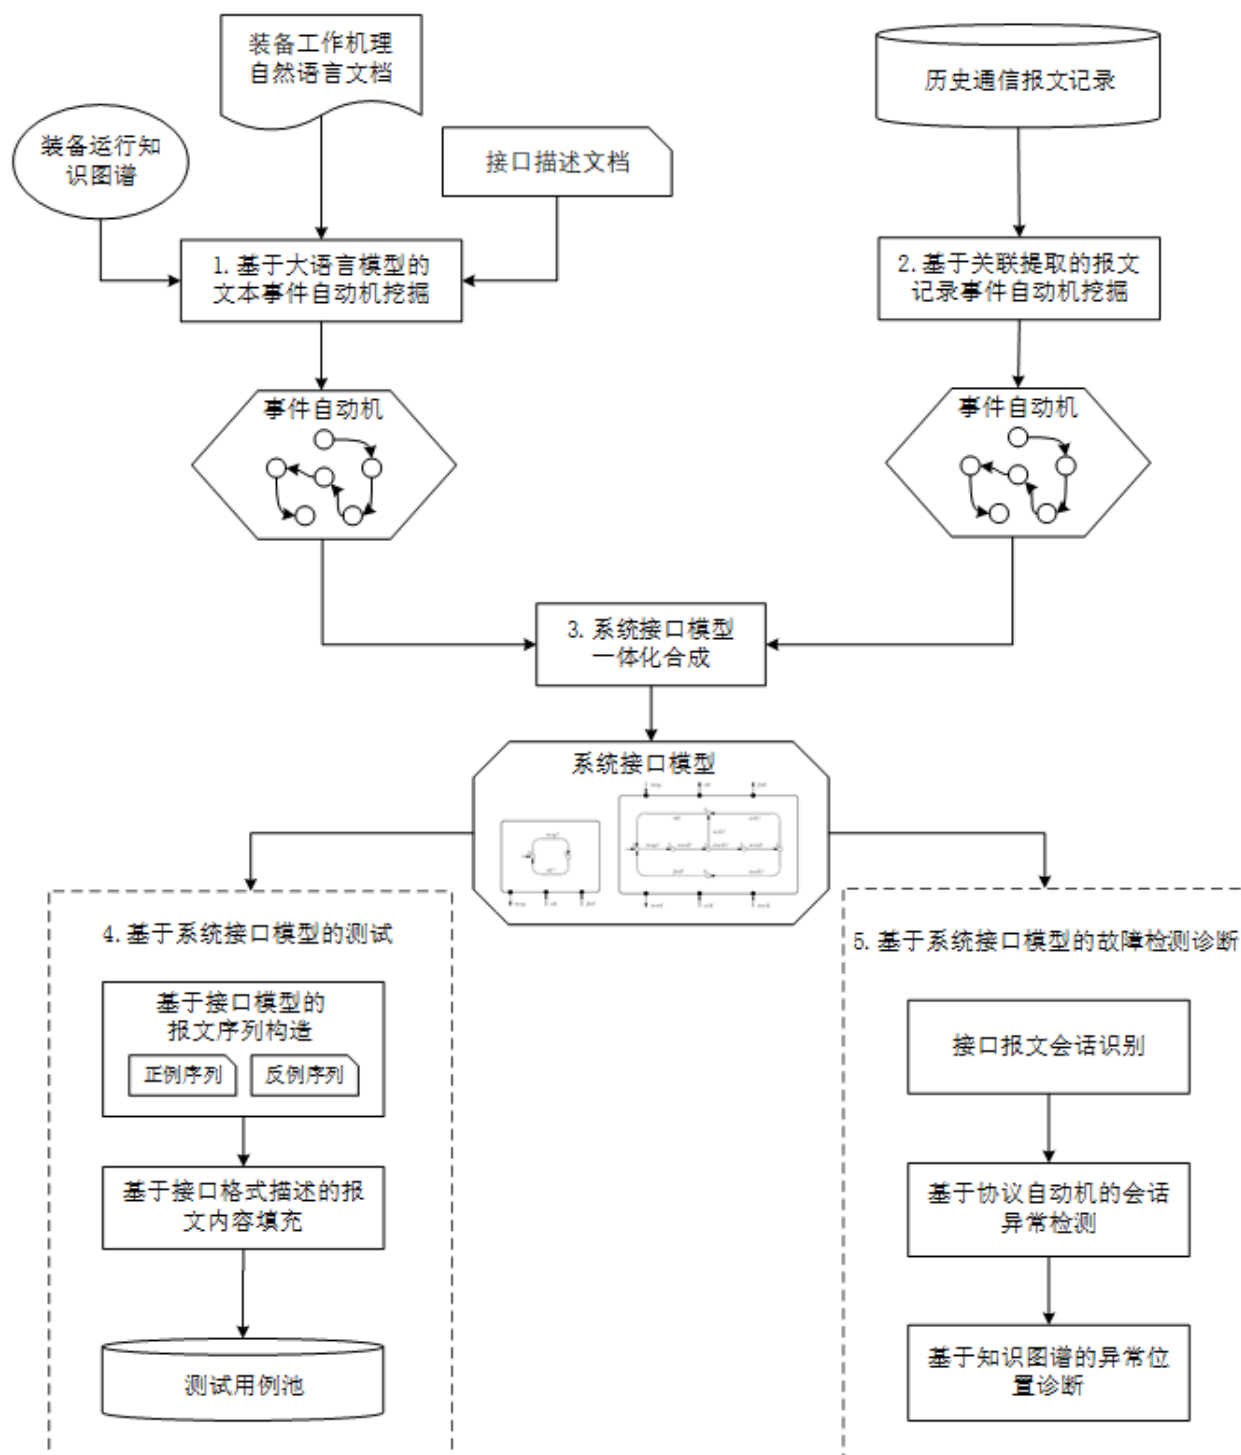 装备工作机理
自然语言文档
历史通信报文记录
装备运行知
识图谱
接口描述文档
1.基于大语言模型的
文本事件自动机挖掘
2.基于关联提取的报文
记录事件自动机挖掘
事件自动机
事件自动机
3.系统接口模型
一体化合成
系统接口模型
4.基于系统接口模型的测试
5.基于系统接口模型的故障检测诊断
基于接口模型的
报文序列构造
正例序列
反例序列
接口报文会话识别
基于接口格式描述的报
文内容填充
基于协议自动机的会话
异常检测
测试用例池
基于知识图谱的异常位
置诊断